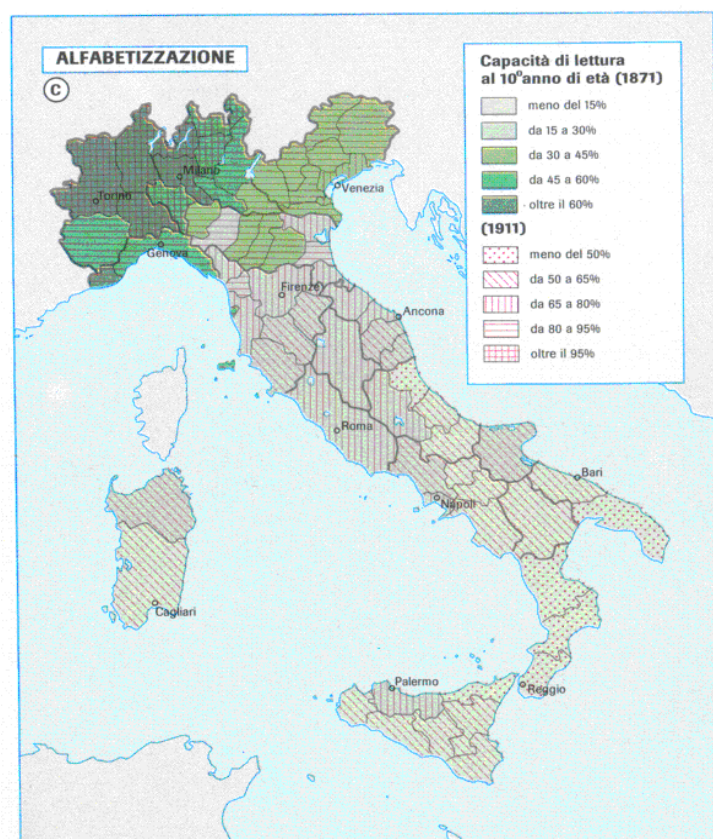 ALFABETIZZAZIONE
C
Capacità di lettura
al 10° anno di età (1871)
meno del 15%
da 15 a 30%
da 30 a 45%
da 45 a 60%
oltre il 60%
(1911)
meno del 50%
da 50 a 65%
da 65 a 80%
da 80 a 95%
oltre il 95%
Milano
Torino
Venezia
Genova
Firenze
Ancona
Roma
Bari
Napoli
Cagliari
Palermo
Reggio